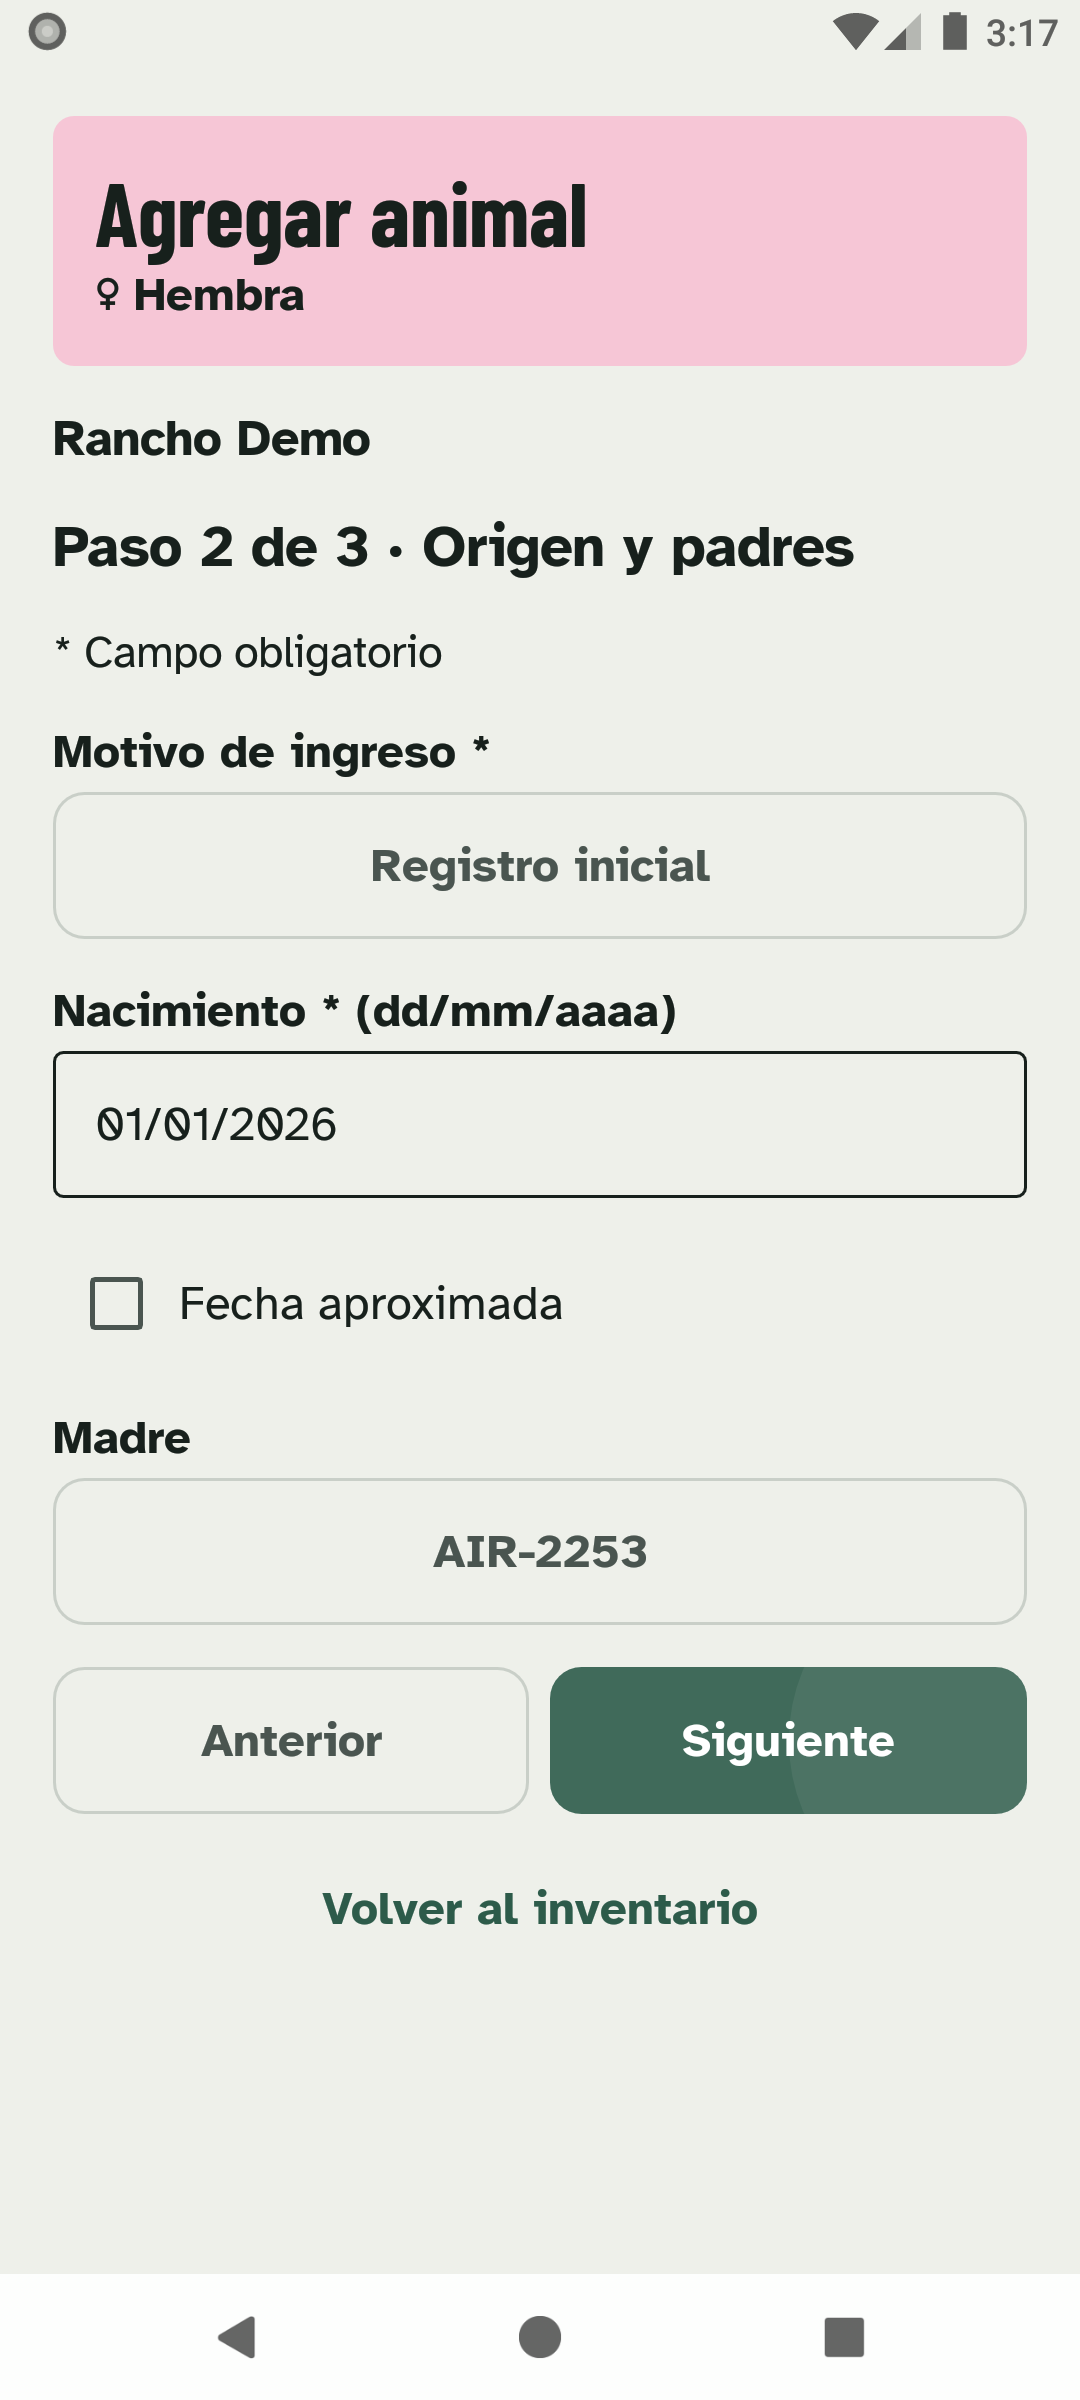 3:17
Agregar animal
♀ Hembra
Rancho Demo
Paso 2 de 3 · Origen y padres
* Campo obligatorio
Motivo de ingreso *
Registro inicial
Nacimiento * (dd/mm/aaaa)
01/01/2026
Fecha aproximada
Madre
AIR-2253
Anterior
Siguiente
Volver al inventario